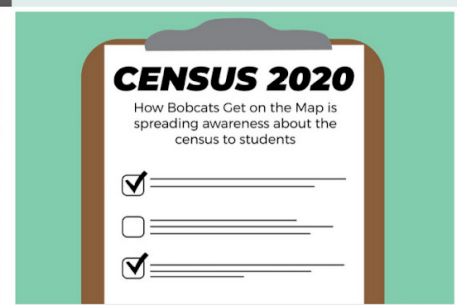 CENSUS 2020
How Bobcats Get on the Map is
spreading awareness about the
census to students